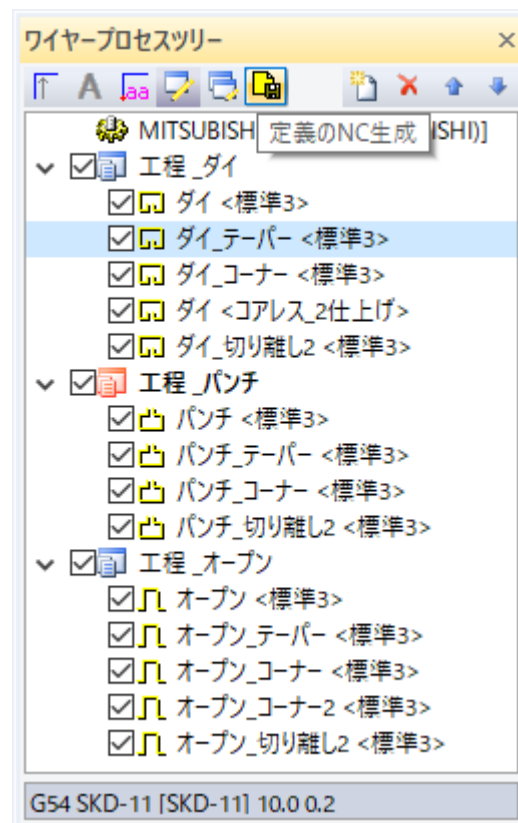 ワイヤープロセスツリー
A aa
MITSUBISH 定義のNC生成 ISHI)]
工程 _ダイ
ダイ <標準3>
ダイ_テーパー <標準3>
ダイ_コーナー <標準3>
ダイ <コアレス_2仕上げ>
ダイ_切り離し2 <標準3>
工程 _パンチ
パンチ <標準3>
パンチ_テーパー <標準3>
パンチ_コーナー <標準3>
パンチ_切り離し2 <標準3>
工程 _オープン
オープン <標準3>
オープン_テーパー <標準3>
オープン_コーナー <標準3>
オープン_コーナー2 <標準3>
オープン_切り離し2 <標準3>
G54 SKD-11 [SKD-11] 10.0 0.2